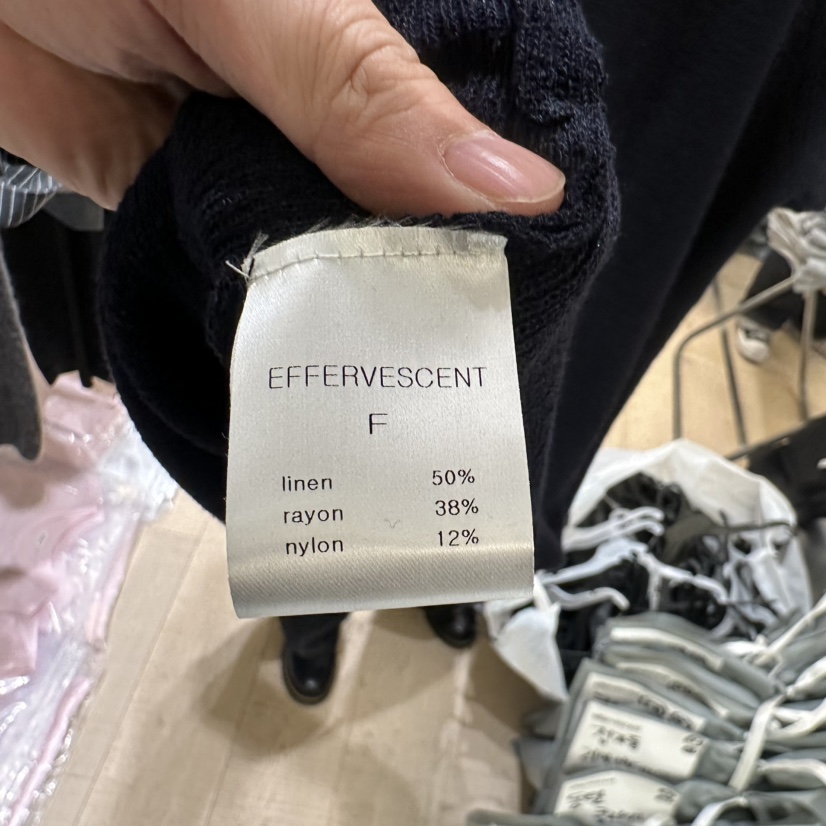 EFFERVESCENT
F
linen 50%
rayon 38%
nylon 12%